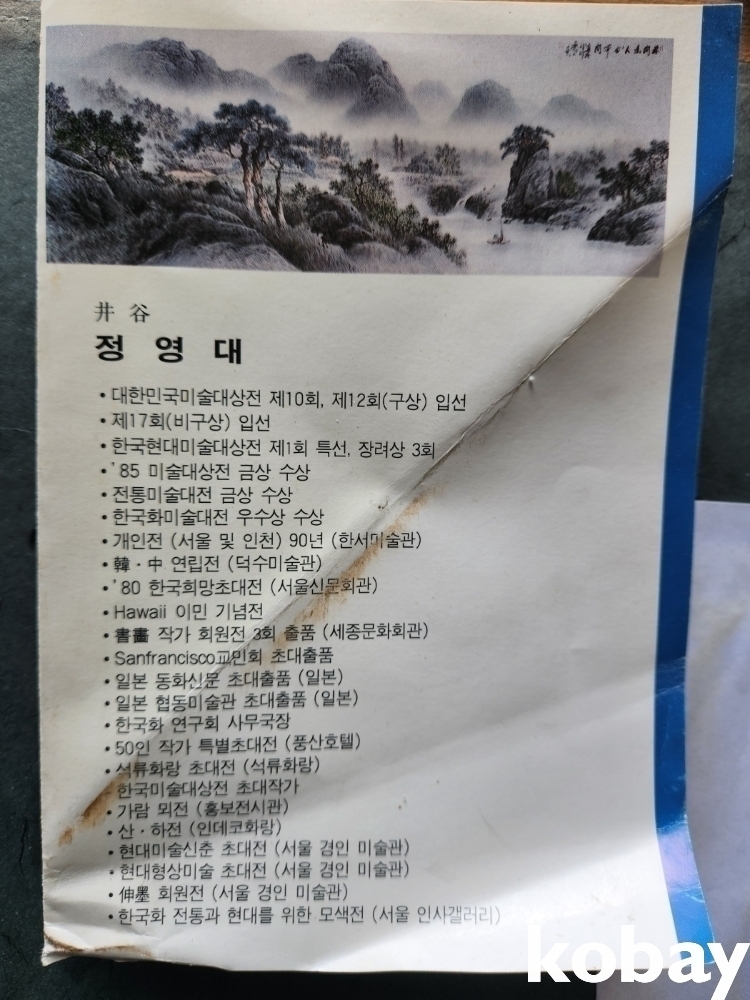 井 谷
정 영 대
• 대한민국미술대상전 제10회, 제12회(구상) 입선
• 제17회(비구상) 입선
• 한국현대미술대상전 제1회 특선, 장려상 3회
• '85 미술대상전 금상 수상
• 전통미술대전 금상 수상
• 한국화미술대전 우수상 수상
• 개인전 (서울 및 인천) 90년 (한서미술관)
• 韓 · 中 연립전 (덕수미술관)
• '80 한국희망초대전 (서울신문회관)
• Hawaii 이민 기념전
• 書畵 작가 회원전 3회 출품 (세종문화회관)
• Sanfrancisco교민회 초대출품
• 일본 동화신문 초대출품 (일본)
• 일본 협동미술관 초대출품 (일본)
• 한국화 연구회 사무국장
• 50인 작가 특별초대전 (풍산호텔)
• 석류화랑 초대전 (석류화랑)
한국미술대상전 초대작가
• 가람 뫼전 (홍보전시관)
• 산 · 하전 (인데코화랑)
• 현대미술신춘 초대전 (서울 경인 미술관)
• 현대형상미술 초대전 (서울 경인 미술관)
• 伸墨 회원전 (서울 경인 미술관)
• 한국화 전통과 현대를 위한 모색전 (서울 인사갤러리)
kobay